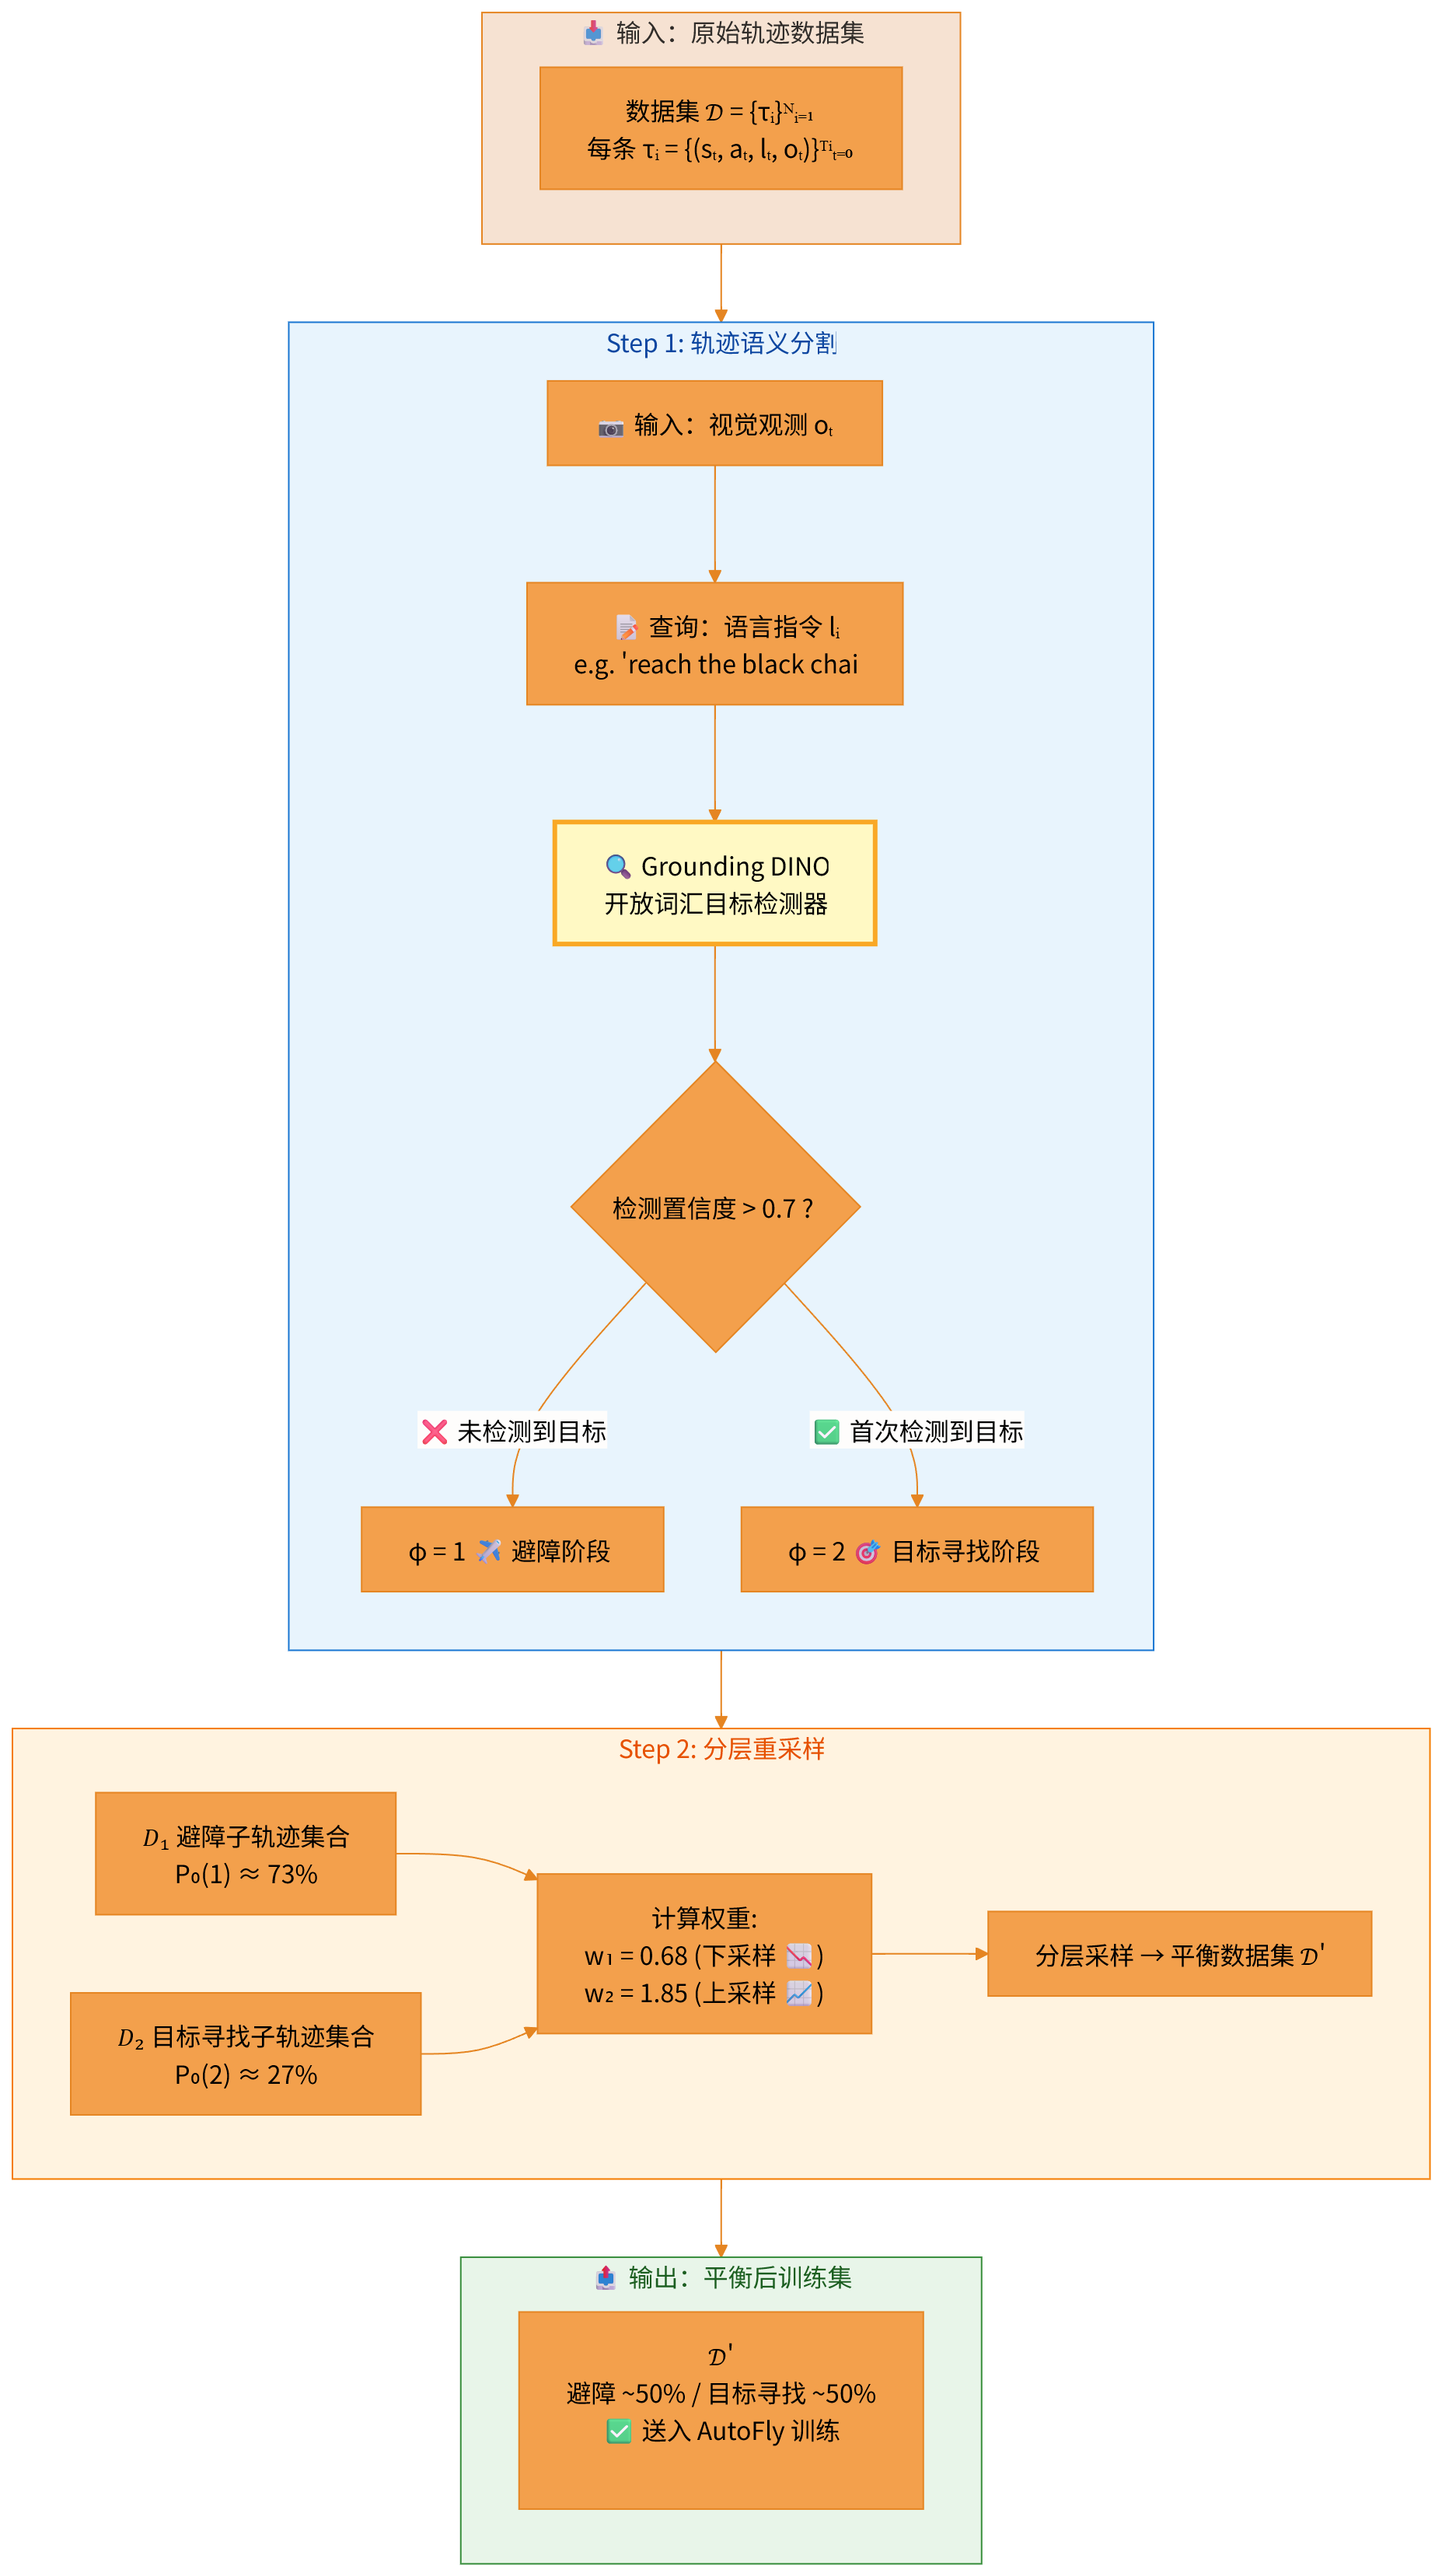 📥 输入：原始轨迹数据集
数据集 𝒟 = {τᵢ}ᴺᵢ₌₁
每条 τᵢ = {(sₜ, aₜ, lₜ, oₜ)}ᵀⁱₜ₌₀
Step 1: 轨迹语义分割
📷 输入：视觉观测 oₜ
📝 查询：语言指令 lᵢ
e.g. 'reach the black chai
🔍 Grounding DINO
开放词汇目标检测器
检测置信度 > 0.7 ?
❌ 未检测到目标
✅ 首次检测到目标
φ = 1 ✈️ 避障阶段
φ = 2 🎯 目标寻找阶段
Step 2: 分层重采样
𝐷₁ 避障子轨迹集合
P₀(1) ≈ 73%
𝐷₂ 目标寻找子轨迹集合
P₀(2) ≈ 27%
计算权重:
w₁ = 0.68 (下采样 📉)
w₂ = 1.85 (上采样 📈)
分层采样 → 平衡数据集 𝒟'
📤 输出：平衡后训练集
𝒟'
避障 ~50% / 目标寻找 ~50%
✅ 送入 AutoFly 训练